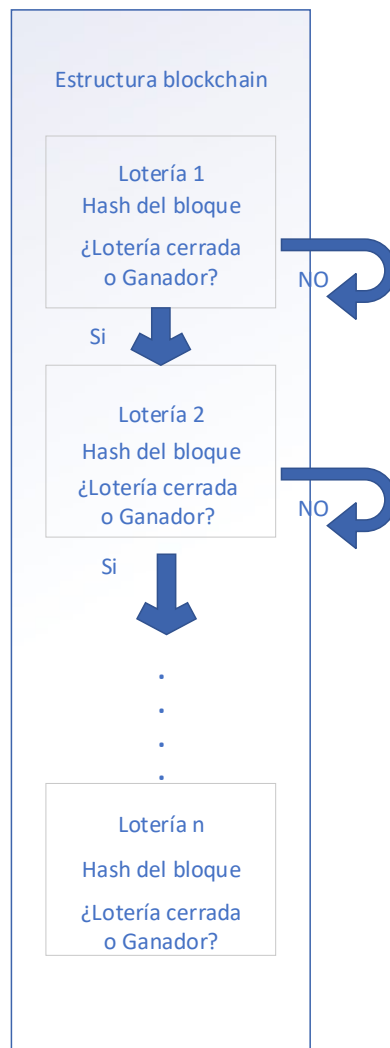 Estructura blockchain
Lotería 1
Hash del bloque
¿Lotería cerrada
o Ganador?
NO
Si
Lotería 2
Hash del bloque
¿Lotería cerrada
o Ganador?
NO
Si
.
.
.
.
Lotería n
Hash del bloque
¿Lotería cerrada
o Ganador?